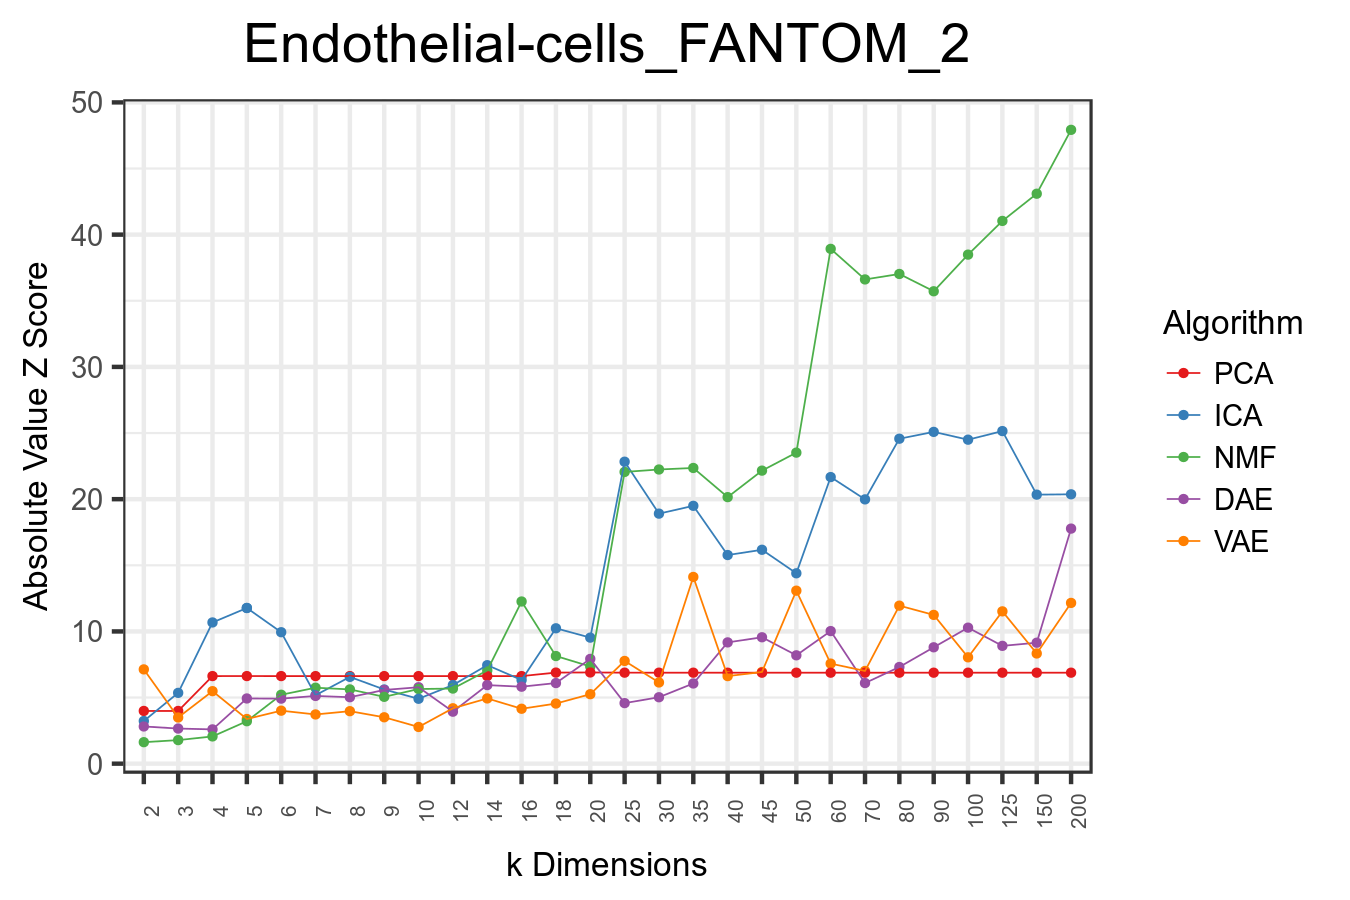 Endothelial-cells_FANTOM_2
50
40
30
20
10
0
Absolute Value Z Score
2 3 4 5 6 7 8 9 10 12 14 16 18 20 25 30 35 40 45 50 60 70 80 90 100 125 150 200
k Dimensions
Algorithm
PCA
ICA
NMF
DAE
VAE